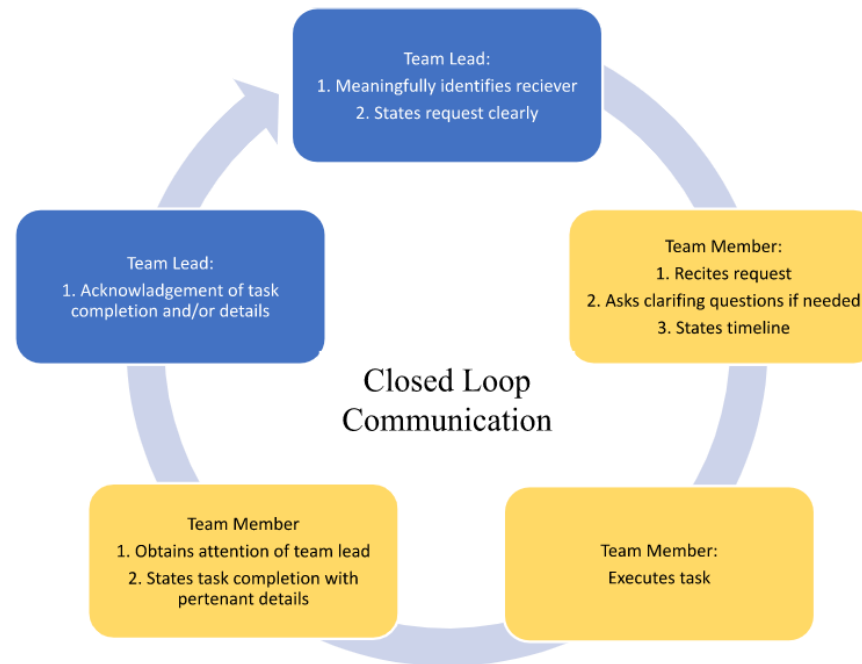 Team Lead:
1. Meaningfully identifies reciever
2. States request clearly
Team Member:
1. Recites request
2. Asks clarifing questions if needed
3. States timeline
Team Member:
Executes task
Team Member
1. Obtains attention of team lead
2. States task completion with
pertenant details
Team Lead:
1. Acknowladgement of task
completion and/or details
Closed Loop
Communication